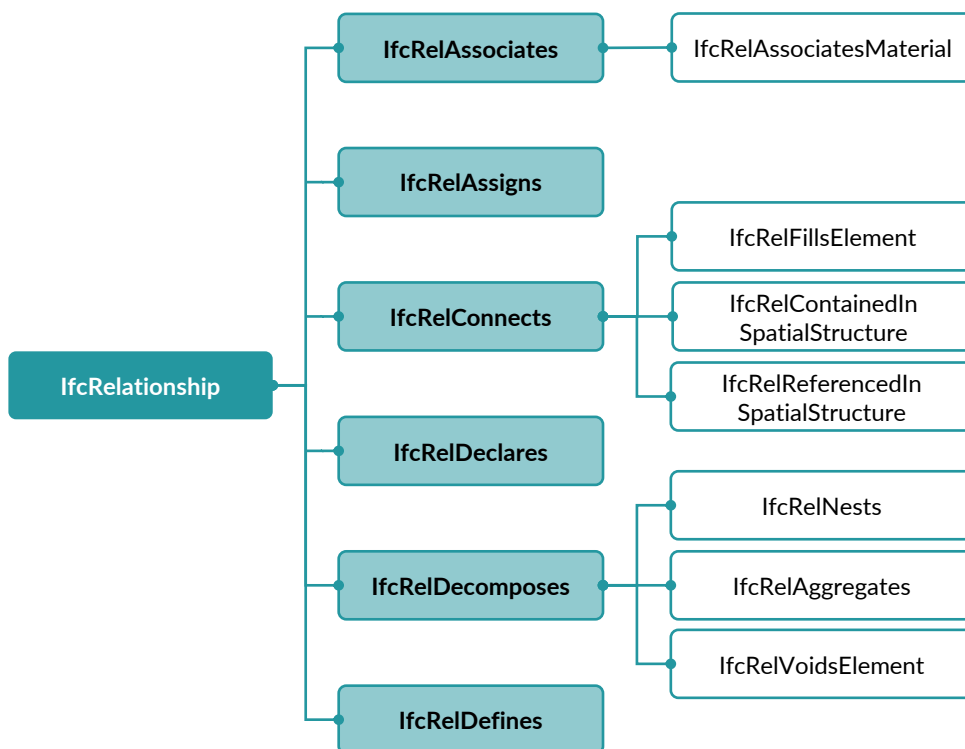 IfcRelAssociates
IfcRelAssociatesMaterial
IfcRelAssigns
IfcRelFillsElement
IfcRelConnects
IfcRelContainedIn
SpatialStructure
IfcRelationship
IfcRelReferencedIn
SpatialStructure
IfcRelDeclares
IfcRelNests
IfcRelDecomposes
IfcRelAggregates
IfcRelVoidsElement
IfcRelDefines